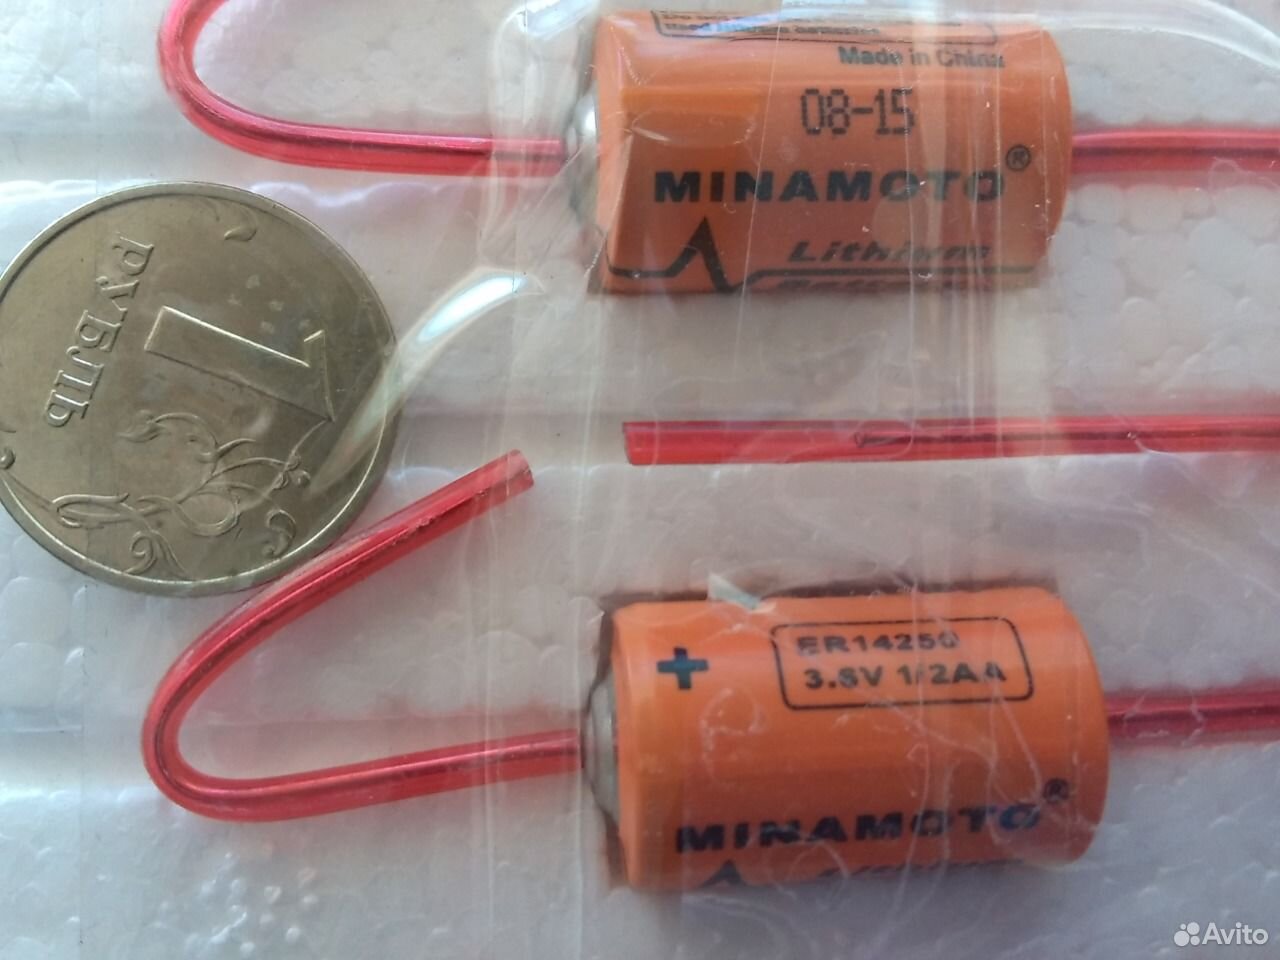 Made in China
08-15
MINAMOTO®
Lithium
1
РУБЛЬ
+
ER14250
3.6V 1/2AA
MINAMOTO®
Avito